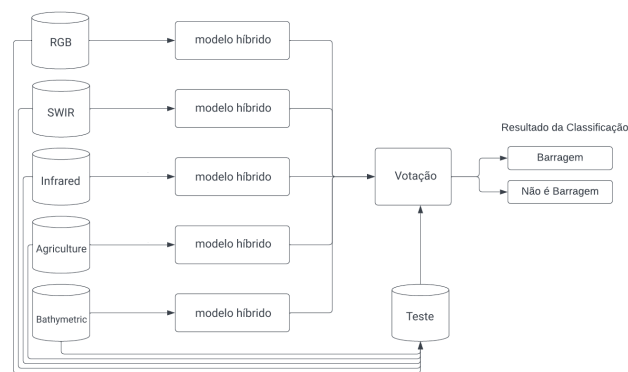 RGB
modelo híbrido
SWIR
modelo híbrido
Infrared
modelo híbrido
Agriculture
modelo híbrido
Bathymetric
modelo híbrido
Votação
Teste
Resultado da Classificação
Barragem
Não é Barragem